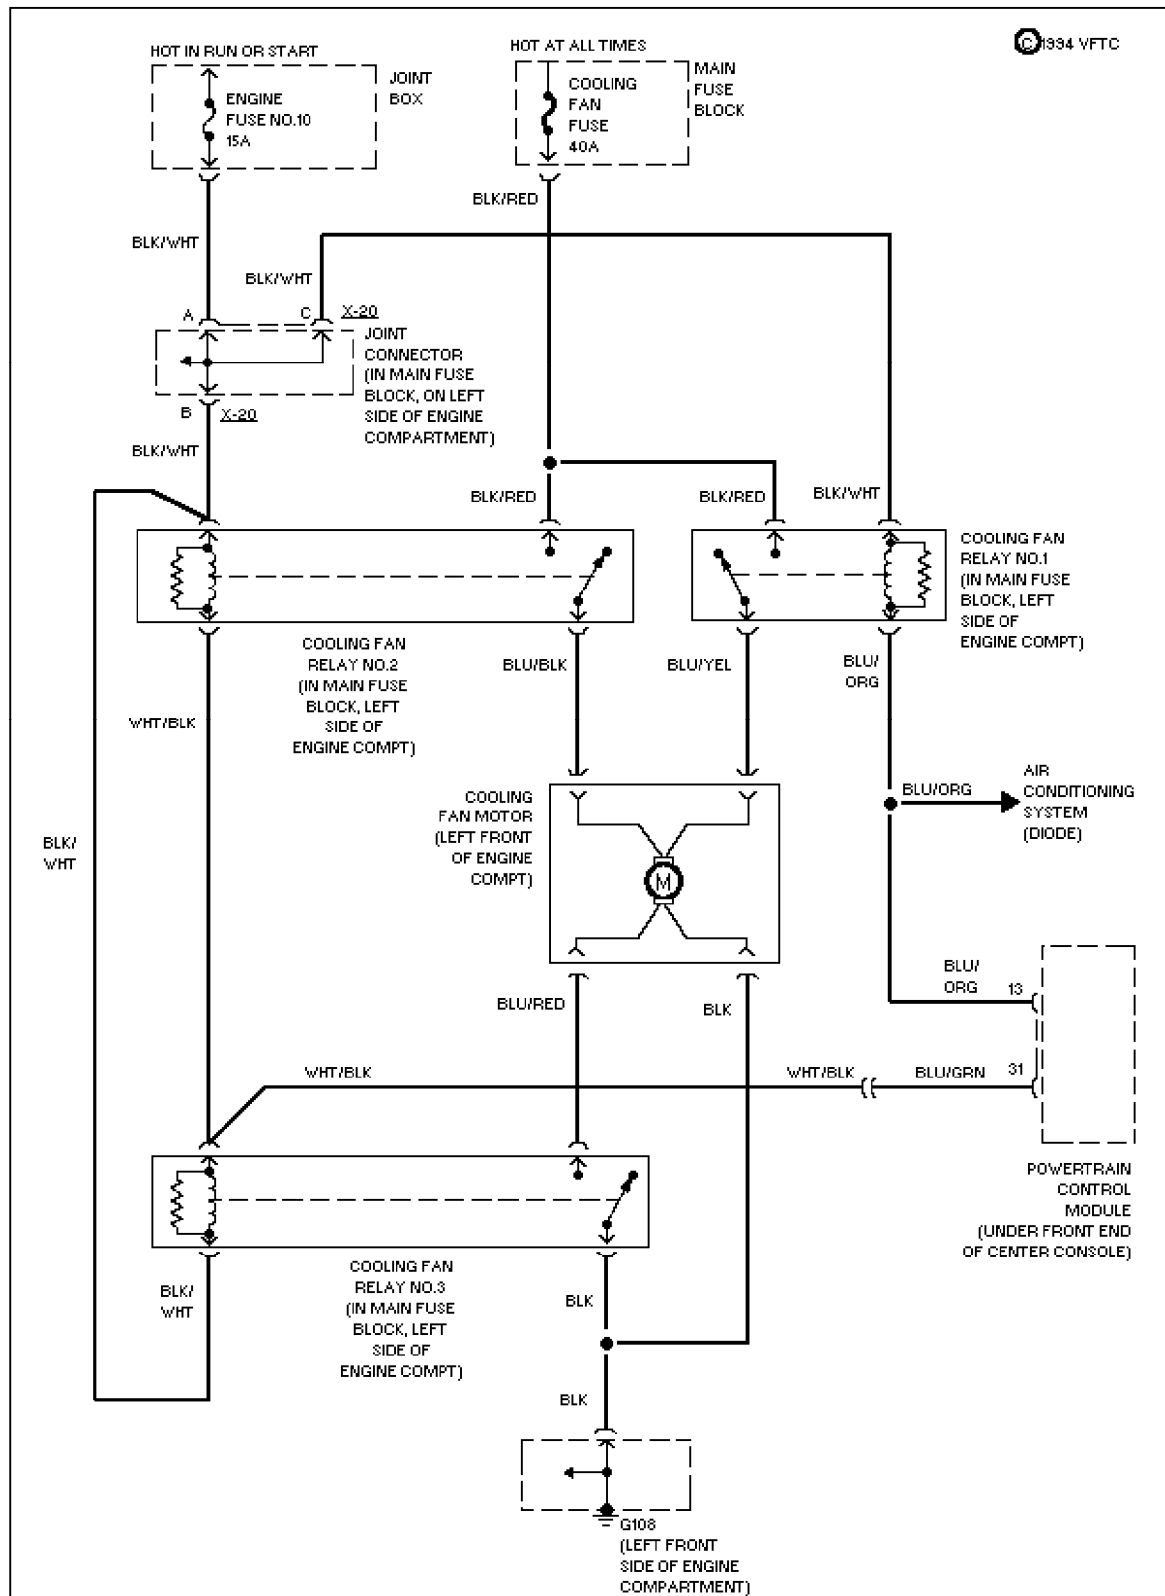 HOT IN RUN OR START
HOT AT ALL TIMES
© 1994 VFTC
ENGINE
FUSE NO.10
15A
JOINT
BOX
COOLING
FAN
FUSE
40A
MAIN
FUSE
BLOCK
BLK/RED
BLK/WHT
BLK/WHT
A
C
X-20
JOINT
CONNECTOR
(IN MAIN FUSE
BLOCK, ON LEFT
SIDE OF ENGINE
COMPARTMENT)
B
X-20
BLK/WHT
BLK/RED
BLK/RED
BLK/WHT
COOLING FAN
RELAY NO.1
(IN MAIN FUSE
BLOCK, LEFT
SIDE OF
ENGINE COMPT)
COOLING FAN
RELAY NO.2
(IN MAIN FUSE
BLOCK, LEFT
SIDE OF
ENGINE COMPT)
BLU/BLK
BLU/YEL
BLU/
ORG
WHT/BLK
BLU/ORG
AIR
CONDITIONING
SYSTEM
(DIODE)
COOLING
FAN MOTOR
(LEFT FRONT
OF ENGINE
COMPT)
M
BLK/
WHT
BLU/RED
BLK
BLU/
ORG
13
WHT/BLK
WHT/BLK
BLU/GRN
31
POWERTRAIN
CONTROL
MODULE
(UNDER FRONT END
OF CENTER CONSOLE)
COOLING FAN
RELAY NO.3
(IN MAIN FUSE
BLOCK, LEFT
SIDE OF
ENGINE COMPT)
BLK/
WHT
BLK
BLK
G108
(LEFT FRONT
SIDE OF ENGINE
COMPARTMENT)